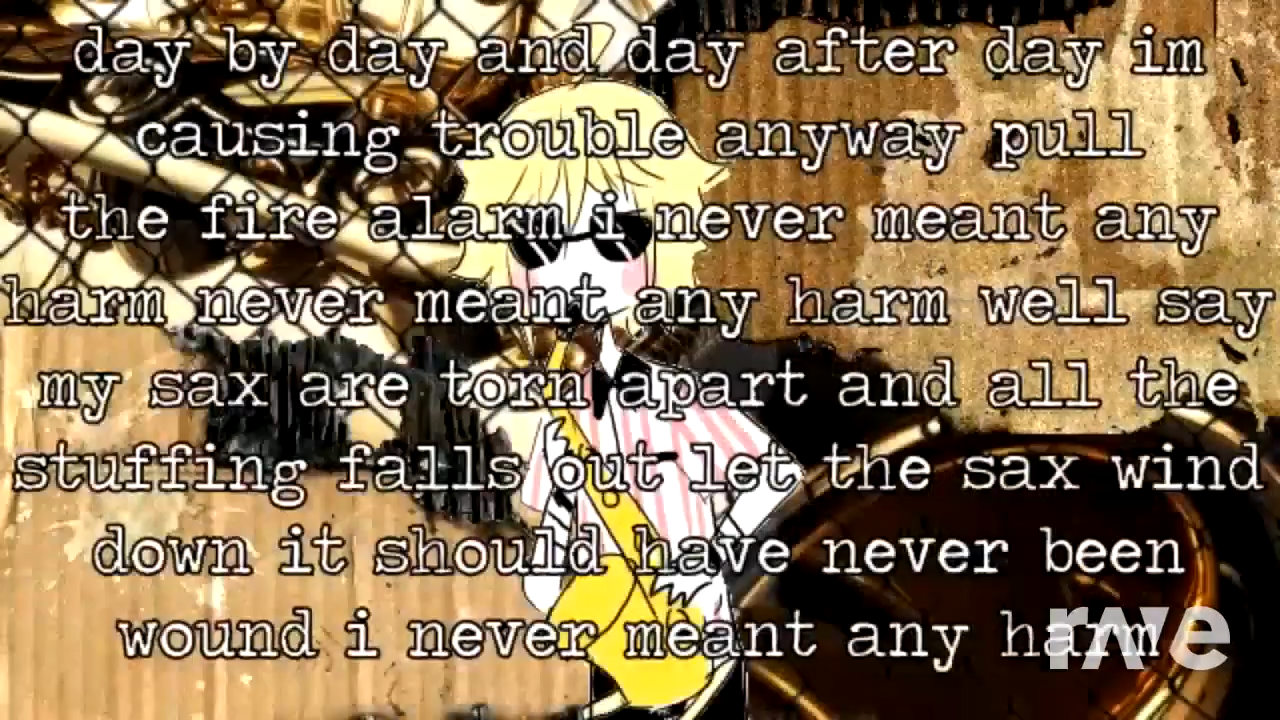 day by day and day after day im
causing trouble anyway pull
the fire alarm i never meant any
harm never meant any harm well say
my sax are torn apart and all the
stuffing falls out let the sax wind
down it should have never been
wound i never meant any harm
rave